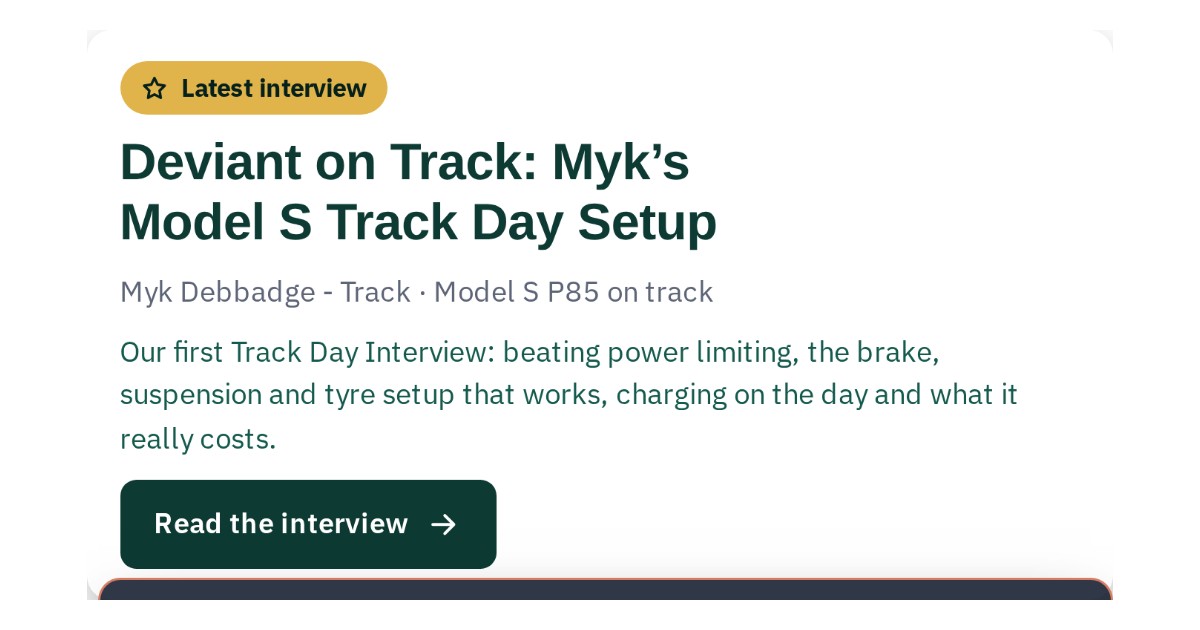 Latest interview
Deviant on Track: Myk’s
Model S Track Day Setup
Myk Debbadge - Track · Model S P85 on track
Our first Track Day Interview: beating power limiting, the brake,
suspension and tyre setup that works, charging on the day and what it
really costs.
Read the interview →